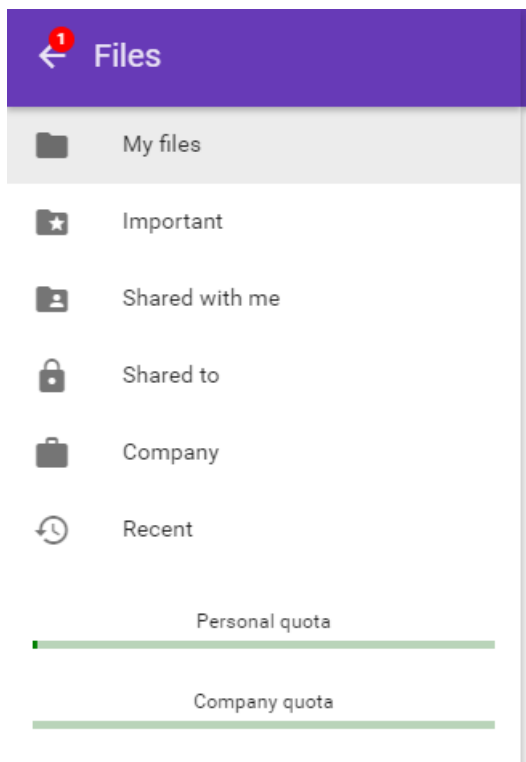 1
Files
My files
Important
Shared with me
Shared to
Company
Recent
Personal quota
Company quota